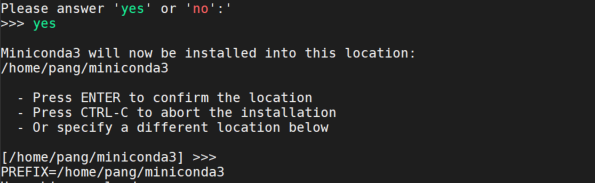 Please answer 'yes' or 'no':'
>>> yes
Miniconda3 will now be installed into this location:
/home/pang/miniconda3
- Press ENTER to confirm the location
- Press CTRL-C to abort the installation
- Or specify a different location below
[/home/pang/miniconda3] >>>
PREFIX=/home/pang/miniconda3